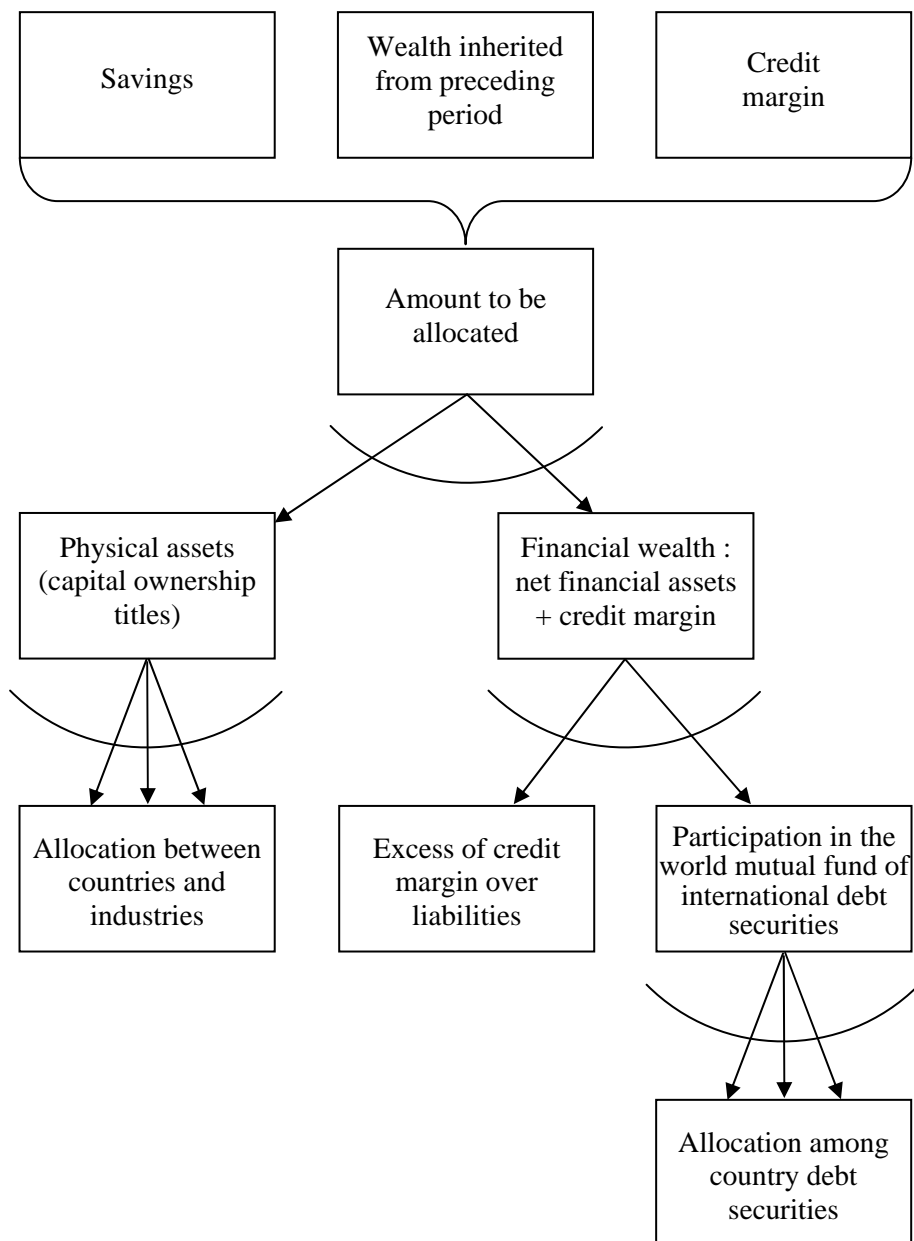 Savings
Wealth inherited
from preceding
period
Credit
margin
Amount to be
allocated
Physical assets
(capital ownership
titles)
Financial wealth :
net financial assets
+ credit margin
Allocation between
countries and
industries
Excess of credit
margin over
liabilities
Participation in the
world mutual fund of
international debt
securities
Allocation among
country debt
securities